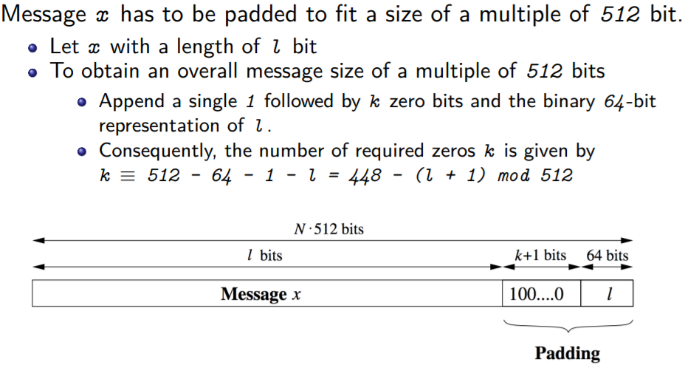 Message x has to be padded to fit a size of a multiple of 512 bit.
Let x with a length of l bit
To obtain an overall message size of a multiple of 512 bits
Append a single 1 followed by k zero bits and the binary 64-bit
representation of l.
Consequently, the number of required zeros k is given by
k ≡ 512 - 64 - 1 - l = 448 - (l + 1) mod 512
N·512 bits
l bits k+1 bits 64 bits
Message x 100....0 l
Padding